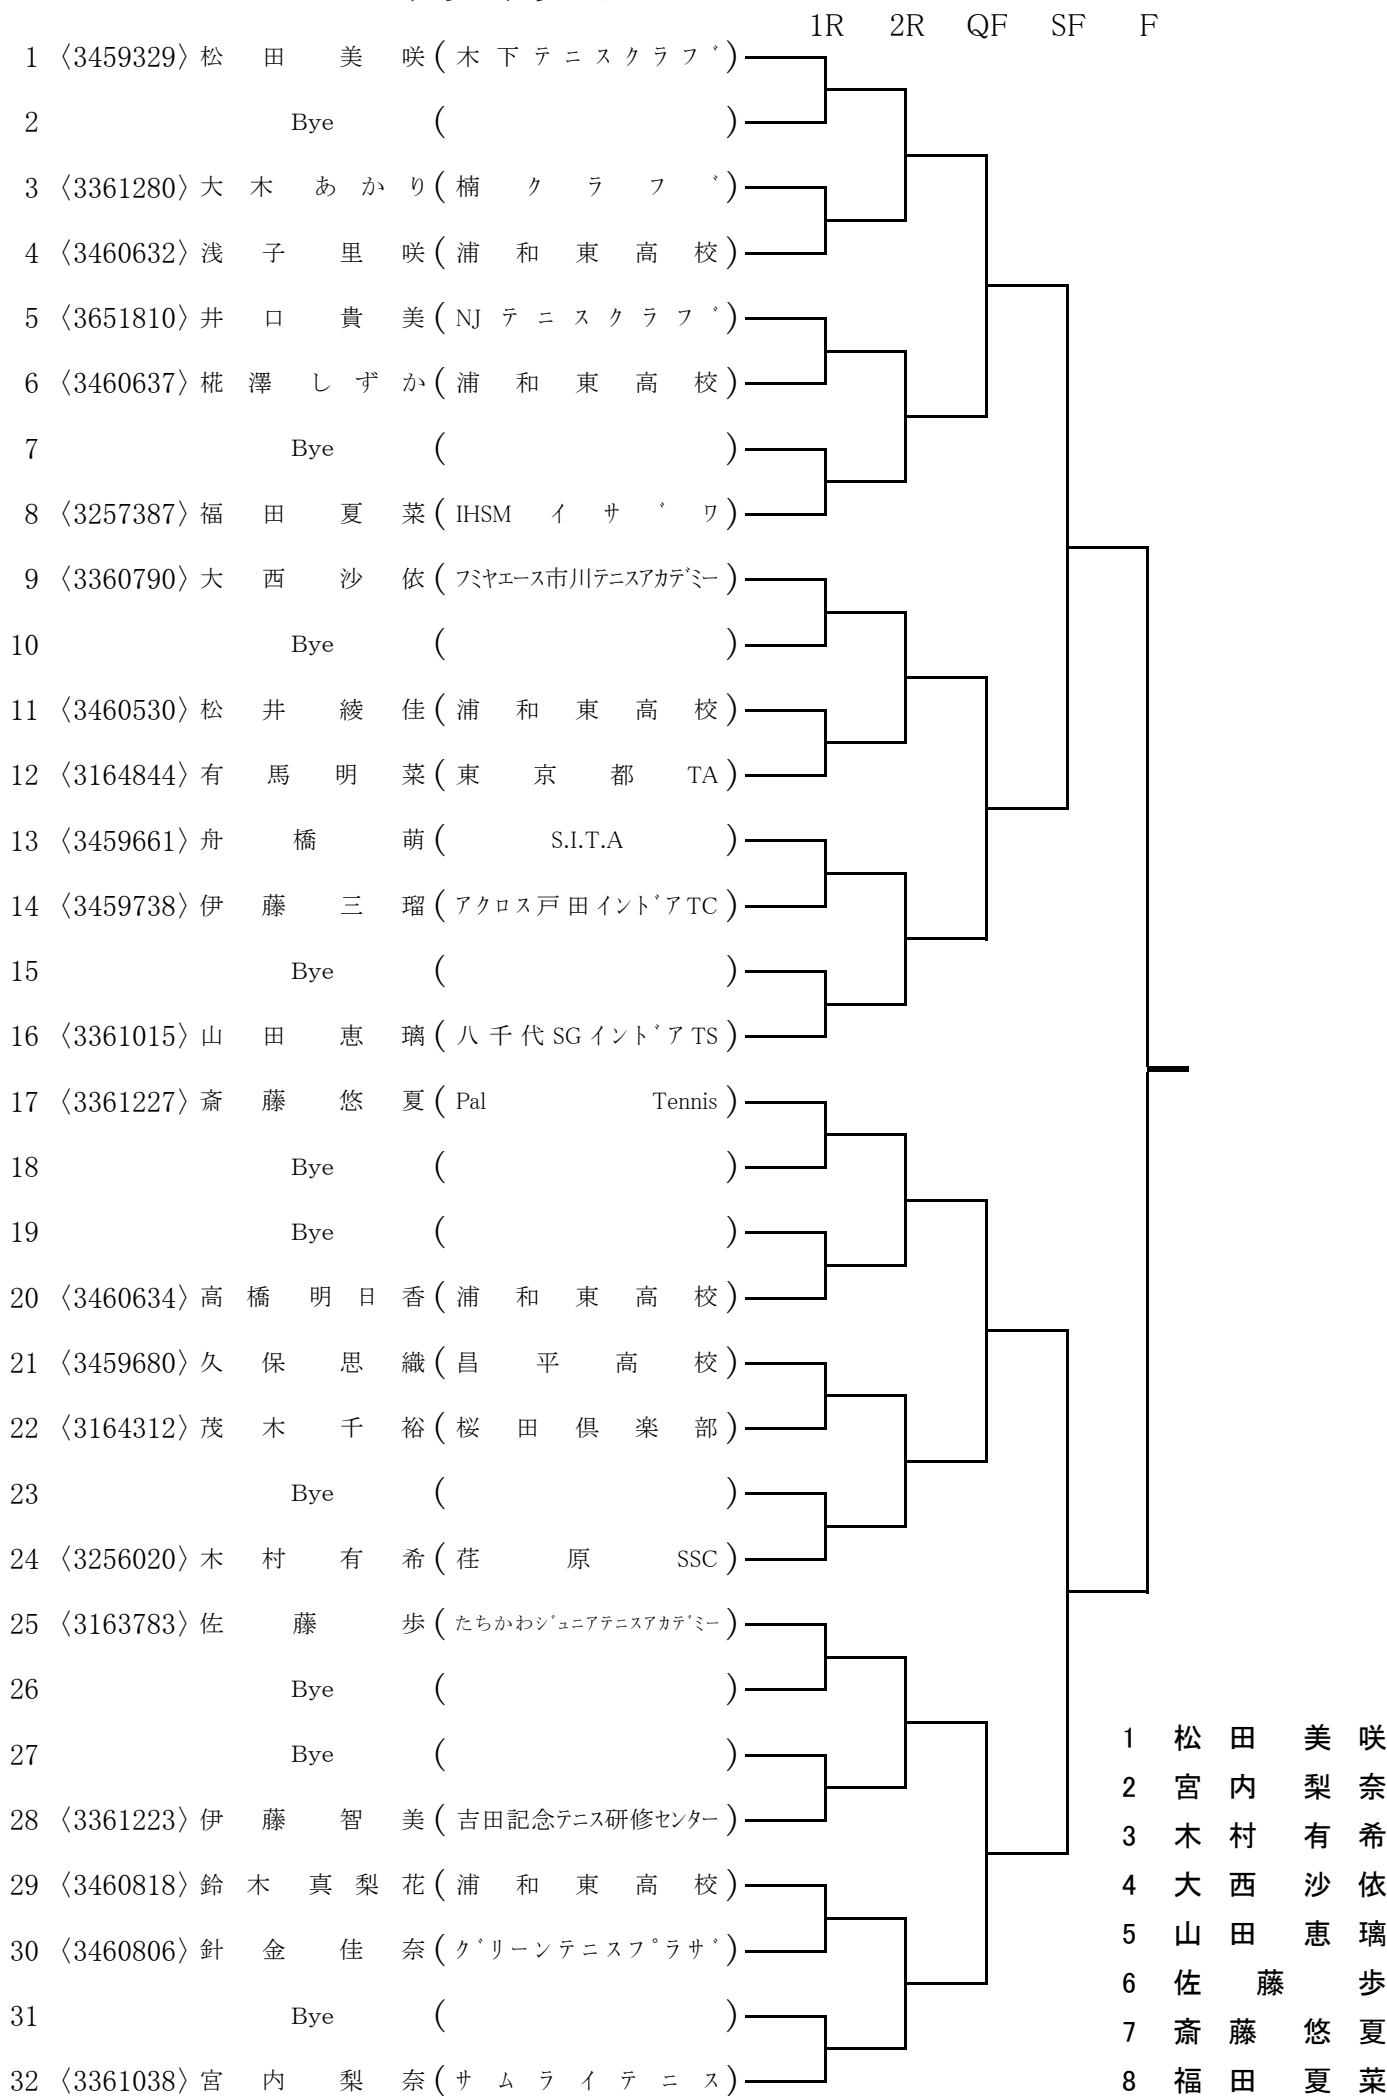 1R 2R QF SF F
1 〈3459329〉 松田 美咲 (木下テニスクラブ)
2 Bye ( )
3 〈3361280〉 大木 あかり (楠クラブ)
4 〈3460632〉 浅子 里咲 (浦和東高校)
5 〈3651810〉 井口 貴美 (NJテニスクラブ)
6 〈3460637〉 椛澤 しずか (浦和東高校)
7 Bye ( )
8 〈3257387〉 福田 夏菜 (IHSMイサ゛ワ)
9 〈3360790〉 大西 沙依 (フミヤエース市川テニスアカデミー)
10 Bye ( )
11 〈3460530〉 松井 綾佳 (浦和東高校)
12 〈3164844〉 有馬 明菜 (東京都TA)
13 〈3459661〉 舟橋 萌 (S.I.T.A)
14 〈3459738〉 伊藤 三瑠 (アクロス戸田インドアTC)
15 Bye ( )
16 〈3361015〉 山田 恵璃 (八千代SGインドアTS)
17 〈3361227〉 斎藤 悠夏 (Pal Tennis)
18 Bye ( )
19 Bye ( )
20 〈3460634〉 高橋 明日香 (浦和東高校)
21 〈3459680〉 久保 思織 (昌平高校)
22 〈3164312〉 茂木 千裕 (桜田倶楽部)
23 Bye ( )
24 〈3256020〉 木村 有希 (荏原SSC)
25 〈3163783〉 佐藤 歩 (たちかわジュニアテニスアカデミー)
26 Bye ( )
27 Bye ( )
28 〈3361223〉 伊藤 智美 (吉田記念テニス研修センター)
29 〈3460818〉 鈴木 真梨花 (浦和東高校)
30 〈3460806〉 針金 佳奈 (グリーンテニスプラザ)
31 Bye ( )
32 〈3361038〉 宮内 梨奈 (サムライテニス)
1 松田 美咲
2 宮内 梨奈
3 木村 有希
4 大西 沙依
5 山田 恵璃
6 佐藤 歩
7 斎藤 悠夏
8 福田 夏菜